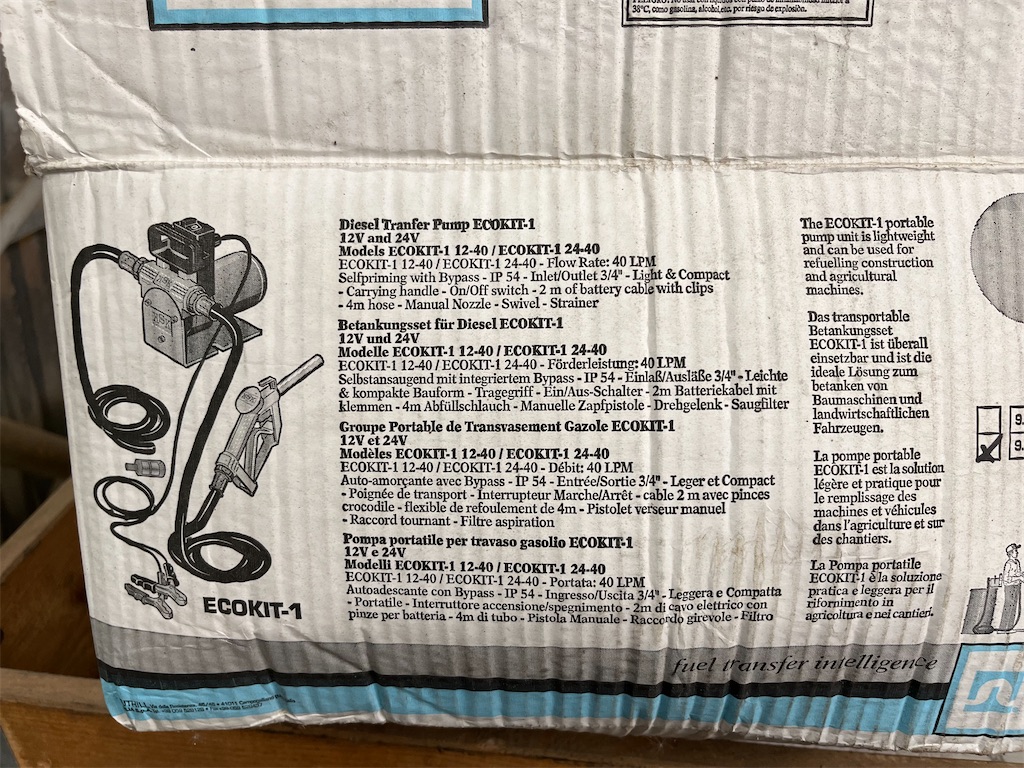 38°C, como gasolina, alcohol, etc. por riesgo de explosión.
Diesel Tranfer Pump ECOKIT-1
12V and 24V
Models ECOKIT-1 12-40 / ECOKIT-1 24-40
ECOKIT-1 12-40 / ECOKIT-1 24-40 - Flow Rate: 40 LPM
Selfpriming with Bypass - IP 54 - Inlet/Outlet 3/4" - Light & Compact
- Carrying handle - On/Off switch - 2 m of battery cable with clips
- 4m hose - Manual Nozzle - Swivel - Strainer
Betankungsset für Diesel ECOKIT-1
12V und 24V
Modelle ECOKIT-1 12-40 / ECOKIT-1 24-40
ECOKIT-1 12-40 / ECOKIT-1 24-40 - Förderleistung: 40 LPM
Selbstansaugend mit integriertem Bypass - IP 54 - Einlaß/Ausläße 3/4" - Leichte
& kompakte Bauform - Tragegriff - Ein/Aus-Schalter - 2m Batteriekabel mit
klemmen - 4m Abfüllschlauch - Manuelle Zapfpistole - Drehgelenk - Saugfilter
Groupe Portable de Transvasement Gazole ECOKIT-1
12V et 24V
Modèles ECOKIT-1 12-40 / ECOKIT-1 24-40
ECOKIT-1 12-40 / ECOKIT-1 24-40 - Débit: 40 LPM
Auto-amorçante avec Bypass - IP 54 - Entrée/Sortie 3/4" - Leger et Compact
- Poignée de transport - Interrupteur Marche/Arrêt - cable 2 m avec pinces
crocodile - flexible de refoulement de 4m - Pistolet verseur manuel
- Raccord tournant - Filtre aspiration
Pompa portatile per travaso gasolio ECOKIT-1
12V e 24V
Modelli ECOKIT-1 12-40 / ECOKIT-1 24-40
ECOKIT-1 12-40 / ECOKIT-1 24-40 - Portata: 40 LPM
Autoadescante con Bypass - IP 54 - Ingresso/Uscita 3/4" - Leggera e Compatta
- Portatile - Interruttore accensione/spegnimento - 2m di cavo elettrico con
pinze per batteria - 4m di tubo - Pistola Manuale - Raccordo girevole - Filtro
The ECOKIT-1 portable
pump unit is lightweight
and can be used for
refuelling construction
and agricultural
machines.
Das transportable
Betankungsset
ECOKIT-1 ist überall
einsetzbar und ist die
ideale Lösung zum
betanken von
Baumaschinen und
landwirtschaftlichen
Fahrzeugen.
La pompe portable
ECOKIT-1 est la solution
légère et pratique pour
le remplissage des
machines et véhicules
dans l'agriculture et sur
des chantiers.
La Pompa portatile
ECOKIT-1 è la soluzione
pratica e leggera per il
rifornimento in
agricoltura e nei cantieri.
9
9
ECOKIT-1
fuel transfer intelligence